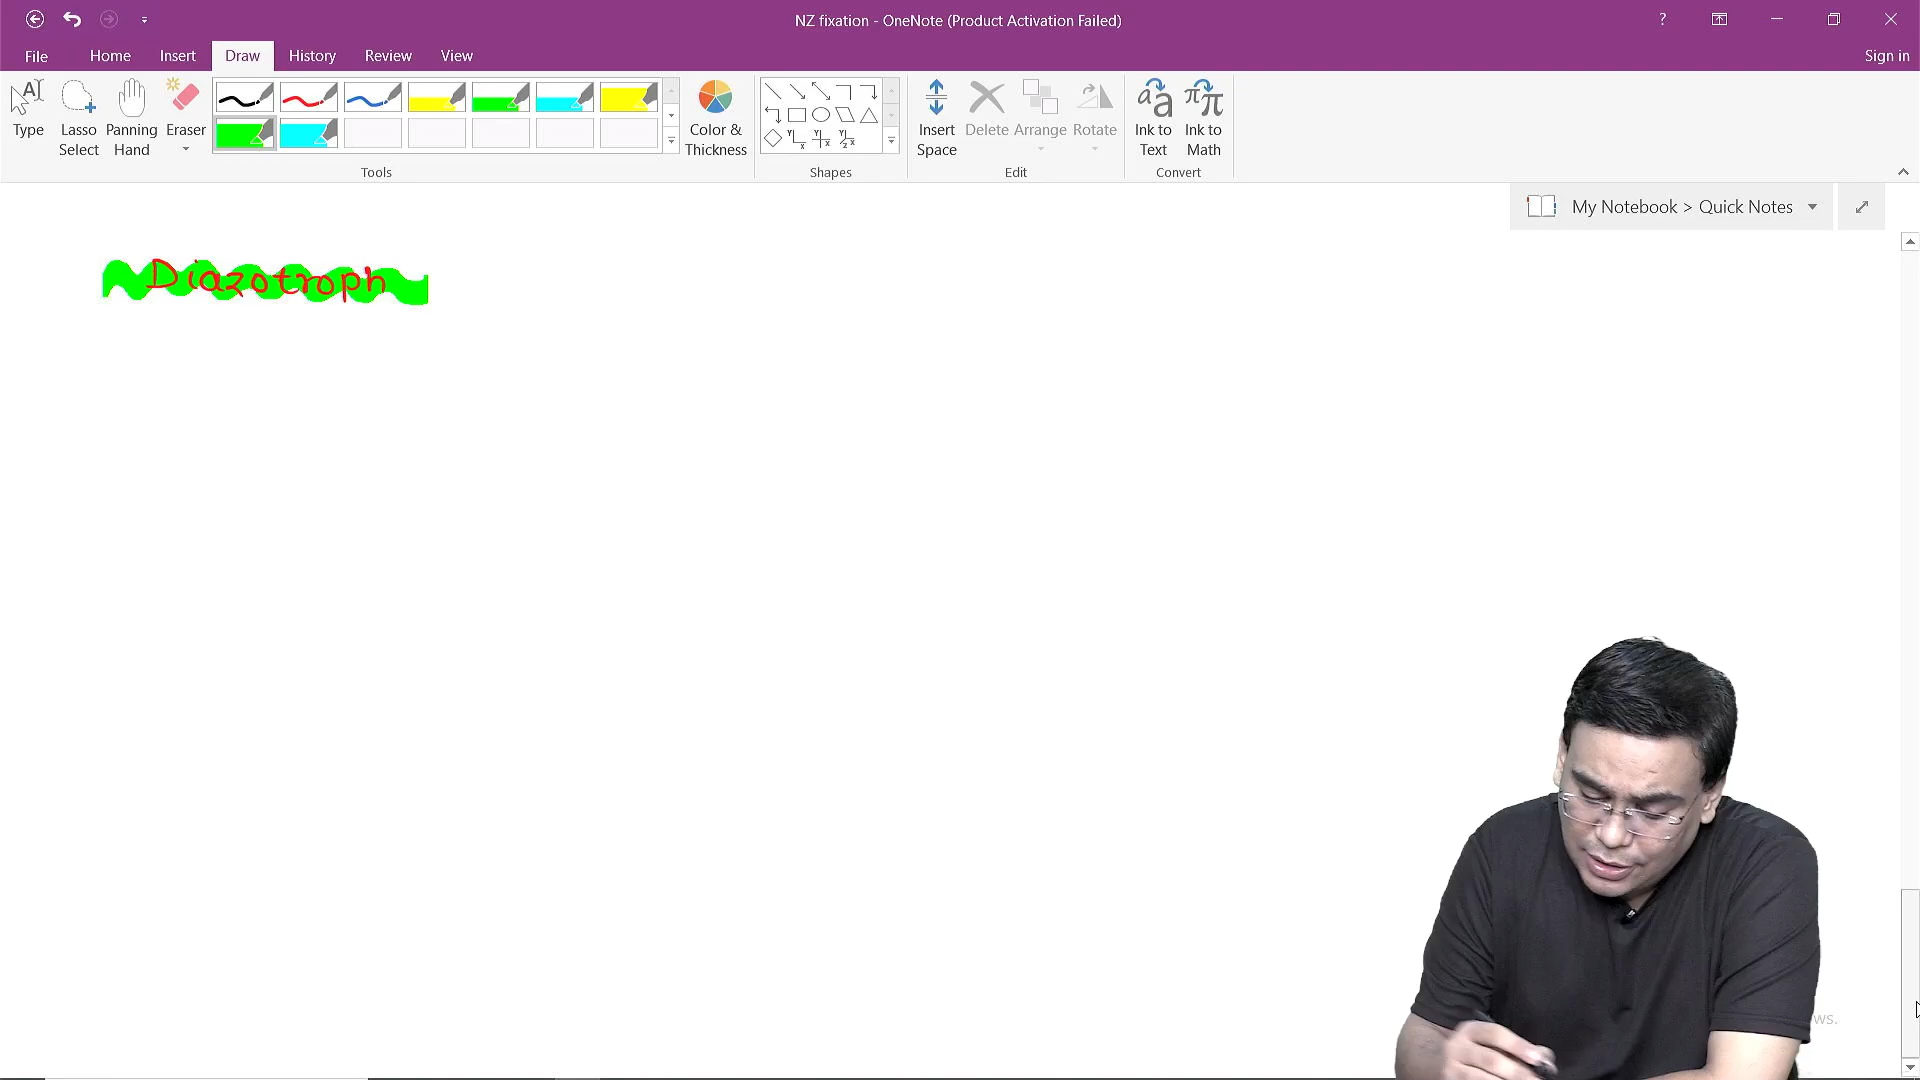 NZ fixation - OneNote (Product Activation Failed)
?
File Home Insert Draw History Review View
Sign in
Type
Lasso Select
Panning Hand
Eraser
Color & Thickness
Insert Space
Delete
Arrange
Rotate
Ink to Text
Ink to Math
Tools
Shapes
Edit
Convert
My Notebook > Quick Notes
Diazotroph
ws.